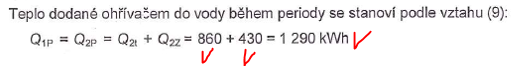 Teplo dodané ohřívačem do vody během periody se stanoví podle vztahu (9):
Q1P = Q2P = Q2t + Q2Z = 860 + 430 = 1 290 kWh